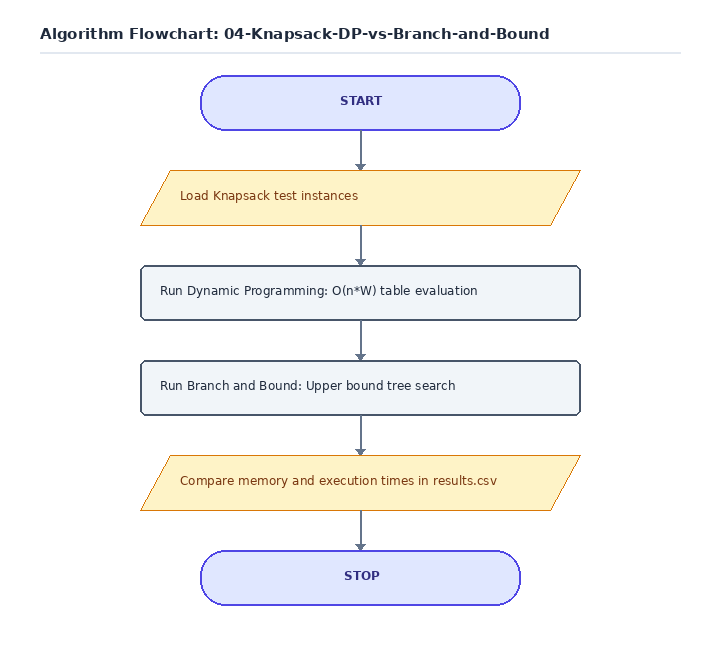 Algorithm Flowchart: 04-Knapsack-DP-vs-Branch-and-Bound
START
Load Knapsack test instances
Run Dynamic Programming: O(n*W) table evaluation
Run Branch and Bound: Upper bound tree search
Compare memory and execution times in results.csv
STOP